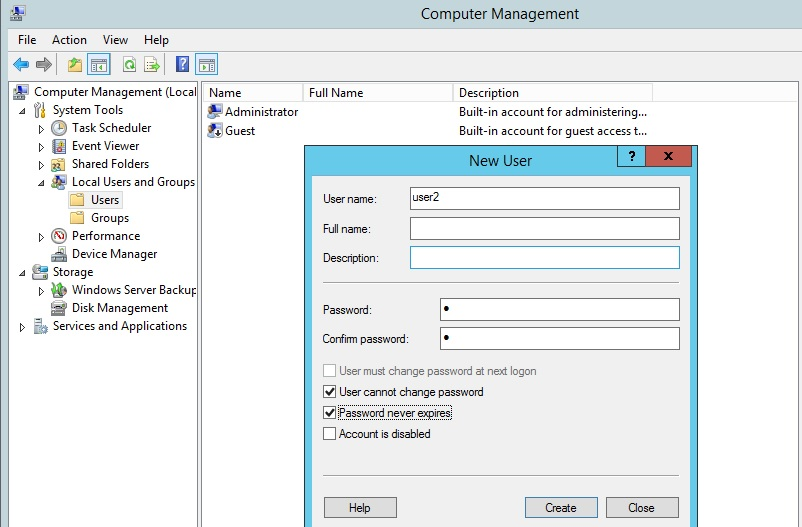 Computer Management
File Action View Help
?
Computer Management (Local
System Tools
Task Scheduler
Event Viewer
Shared Folders
Local Users and Groups
Users
Groups
Performance
Device Manager
Storage
Windows Server Backup
Disk Management
Services and Applications
Name Full Name Description
Administrator Built-in account for administering...
Guest Built-in account for guest access t...
New User ? x
User name: user2
Full name:
Description:
Password: •
Confirm password: •
User must change password at next logon
User cannot change password
Password never expires
Account is disabled
Help Create Close